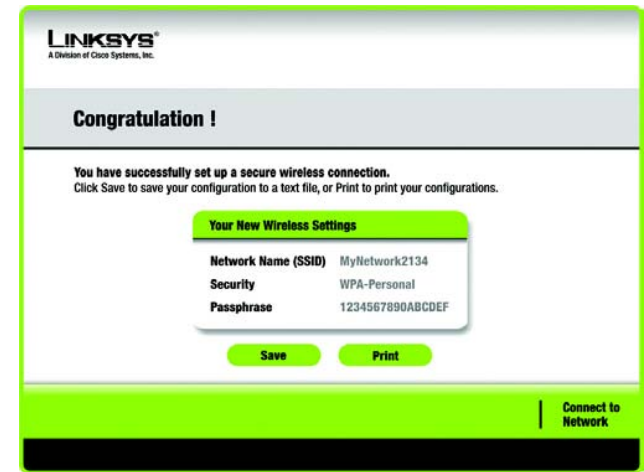 LINKSYS®
A Division of Cisco Systems, Inc.
Congratulation !
You have successfully set up a secure wireless connection.
Click Save to save your configuration to a text file, or Print to print your configurations.
Your New Wireless Settings
Network Name (SSID) MyNetwork2134
Security WPA-Personal
Passphrase 1234567890ABCDEF
Save Print
Connect to
Network